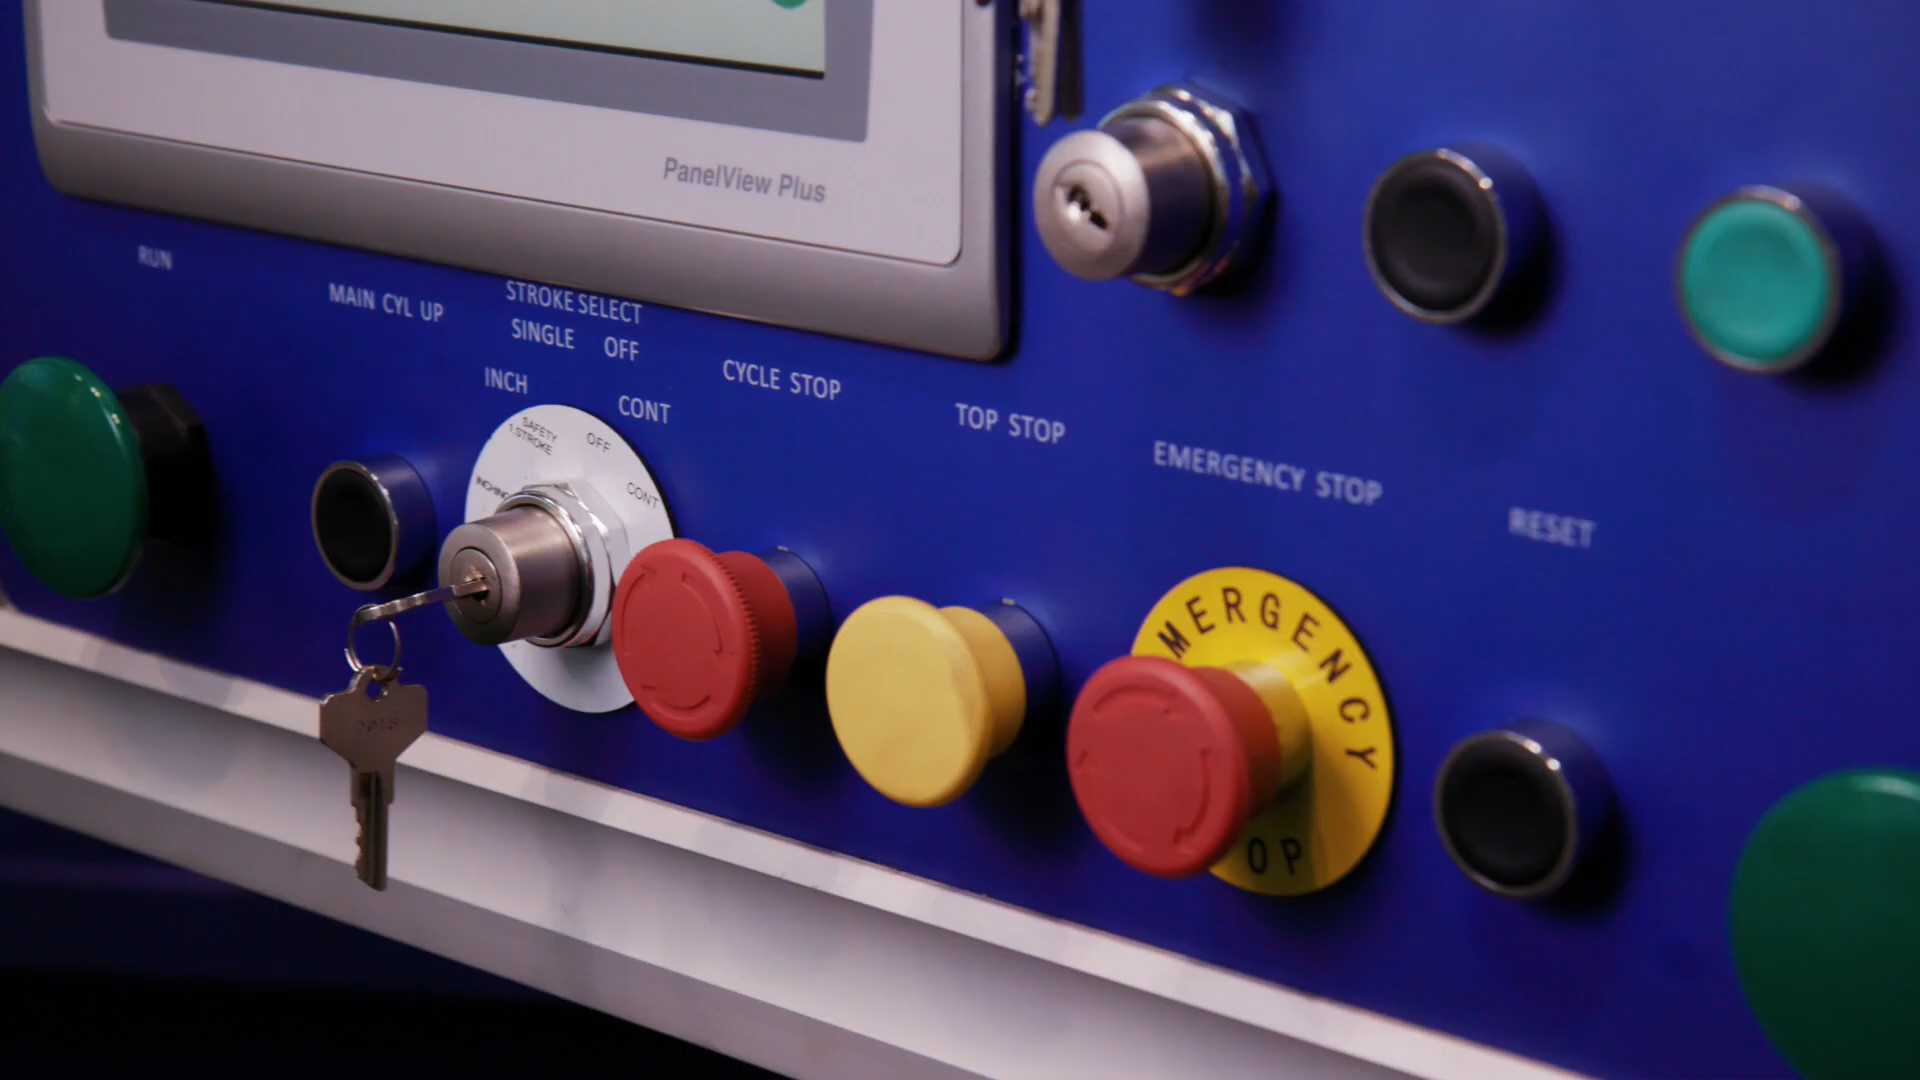 PanelView Plus
RUN
MAIN CYL UP
STROKE SELECT
SINGLE OFF
INCH
CONT
CYCLE STOP
TOP STOP
EMERGENCY STOP
RESET
SAFETY
1.STROKE
OFF
CONT
MERGENCY
OP